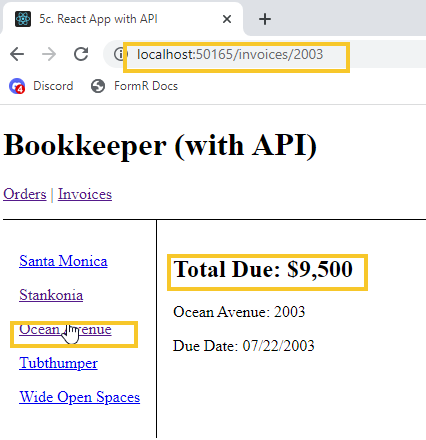 5c. React App with API
localhost:50165/invoices/2003
4
Discord
FormR Docs
Bookkeeper (with API)
Orders | Invoices
Santa Monica
Stankonia
Ocean Avenue
Tubthumper
Wide Open Spaces
Total Due: $9,500
Ocean Avenue: 2003
Due Date: 07/22/2003